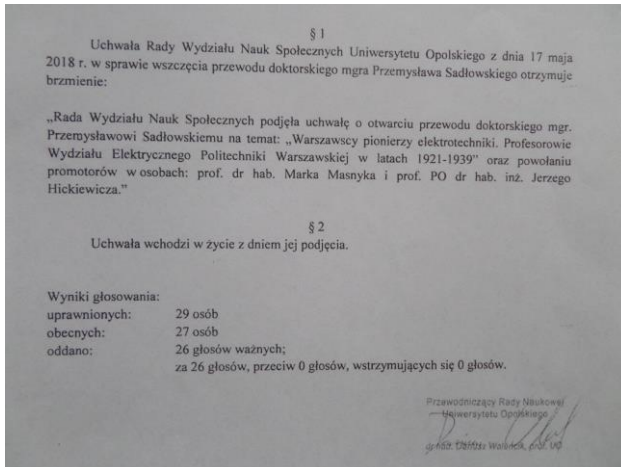 § 1
Uchwała Rady Wydziału Nauk Społecznych Uniwersytetu Opolskiego z dnia 17 maja
2018 r. w sprawie wszczęcia przewodu doktorskiego mgra Przemysława Sadłowskiego otrzymuje
brzmienie:
„Rada Wydziału Nauk Społecznych podjęła uchwałę o otwarciu przewodu doktorskiego mgr.
Przemysławowi Sadłowskiemu na temat: „Warszawscy pionierzy elektrotechniki. Profesorowie
Wydziału Elektrycznego Politechniki Warszawskiej w latach 1921-1939” oraz powołaniu
promotorów w osobach: prof. dr hab. Marka Masnyka i prof. PO dr hab. inż. Jerzego
Hickiewicza.”
§ 2
Uchwała wchodzi w życie z dniem jej podjęcia.
Wyniki głosowania:
uprawnionych: 29 osób
obecnych: 27 osób
oddano: 26 głosów ważnych;
za 26 głosów, przeciw 0 głosów, wstrzymujących się 0 głosów.
Przewodniczący Rady Naukowej
Uniwersytetu Opolskiego
prof. UO